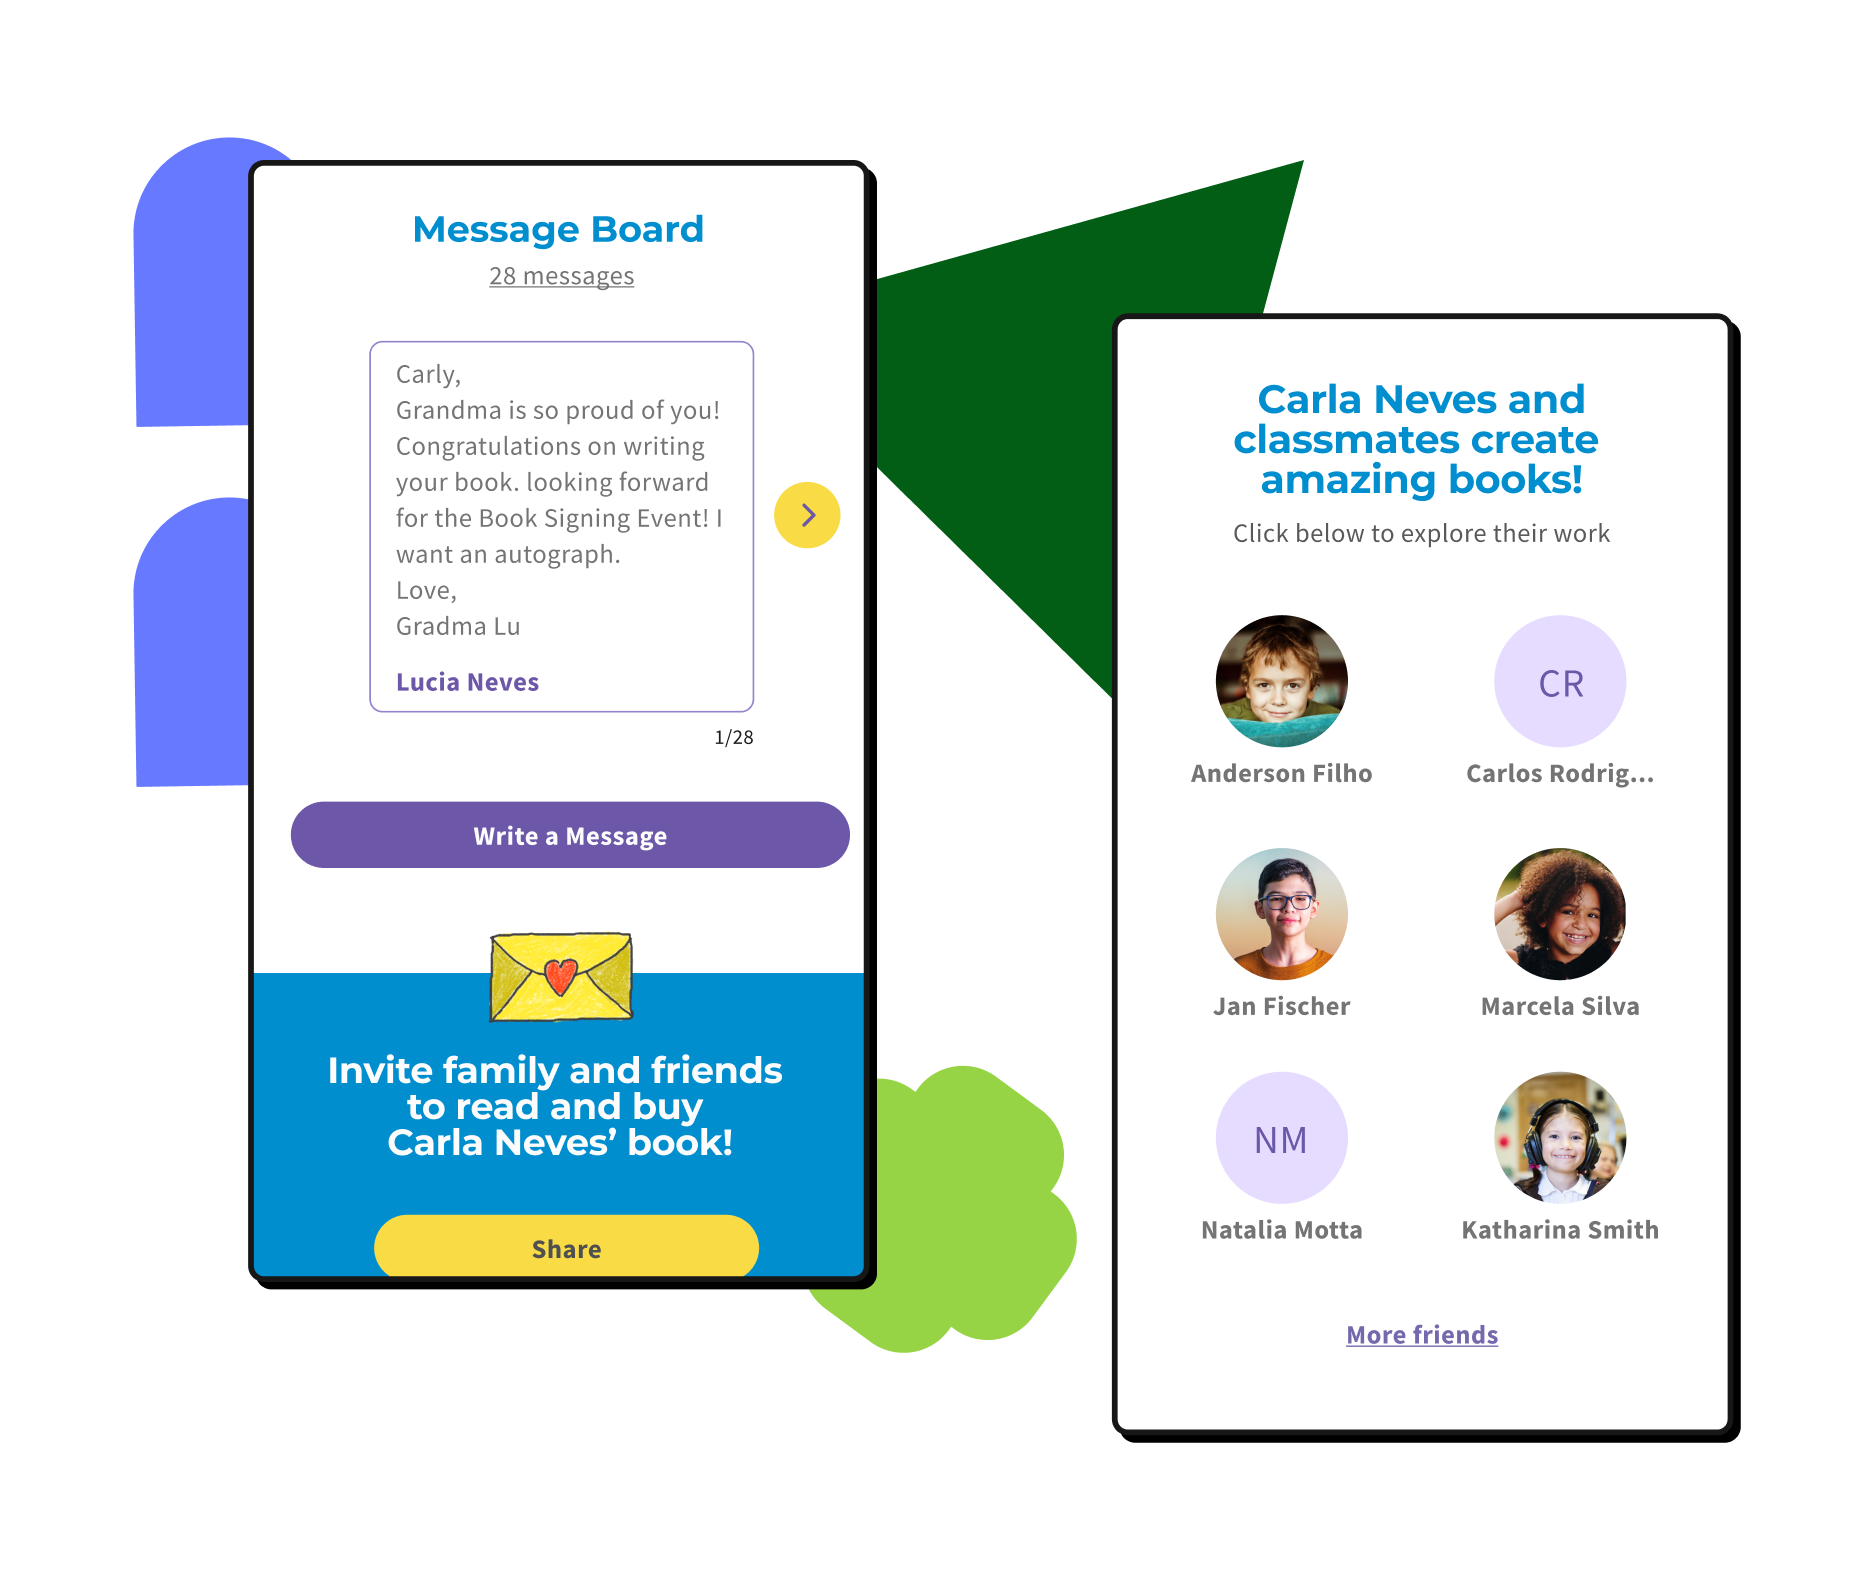 Message Board
28 messages
Carly,
Grandma is so proud of you!
Congratulations on writing
your book. looking forward
for the Book Signing Event! I
want an autograph.
Love,
Gradma Lu
Lucia Neves
1/28
Write a Message
Invite family and friends
to read and buy
Carla Neves’ book!
Share
Carla Neves and
classmates create
amazing books!
Click below to explore their work
CR
Anderson Filho
Carlos Rodrig...
Jan Fischer
Marcela Silva
NM
Natalia Motta
Katharina Smith
More friends